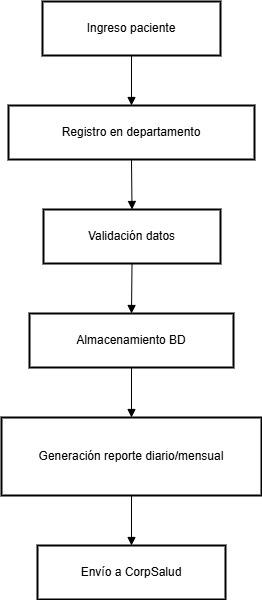 Ingreso paciente
Registro en departamento
Validación datos
Almacenamiento BD
Generación reporte diario/mensual
Envío a CorpSalud